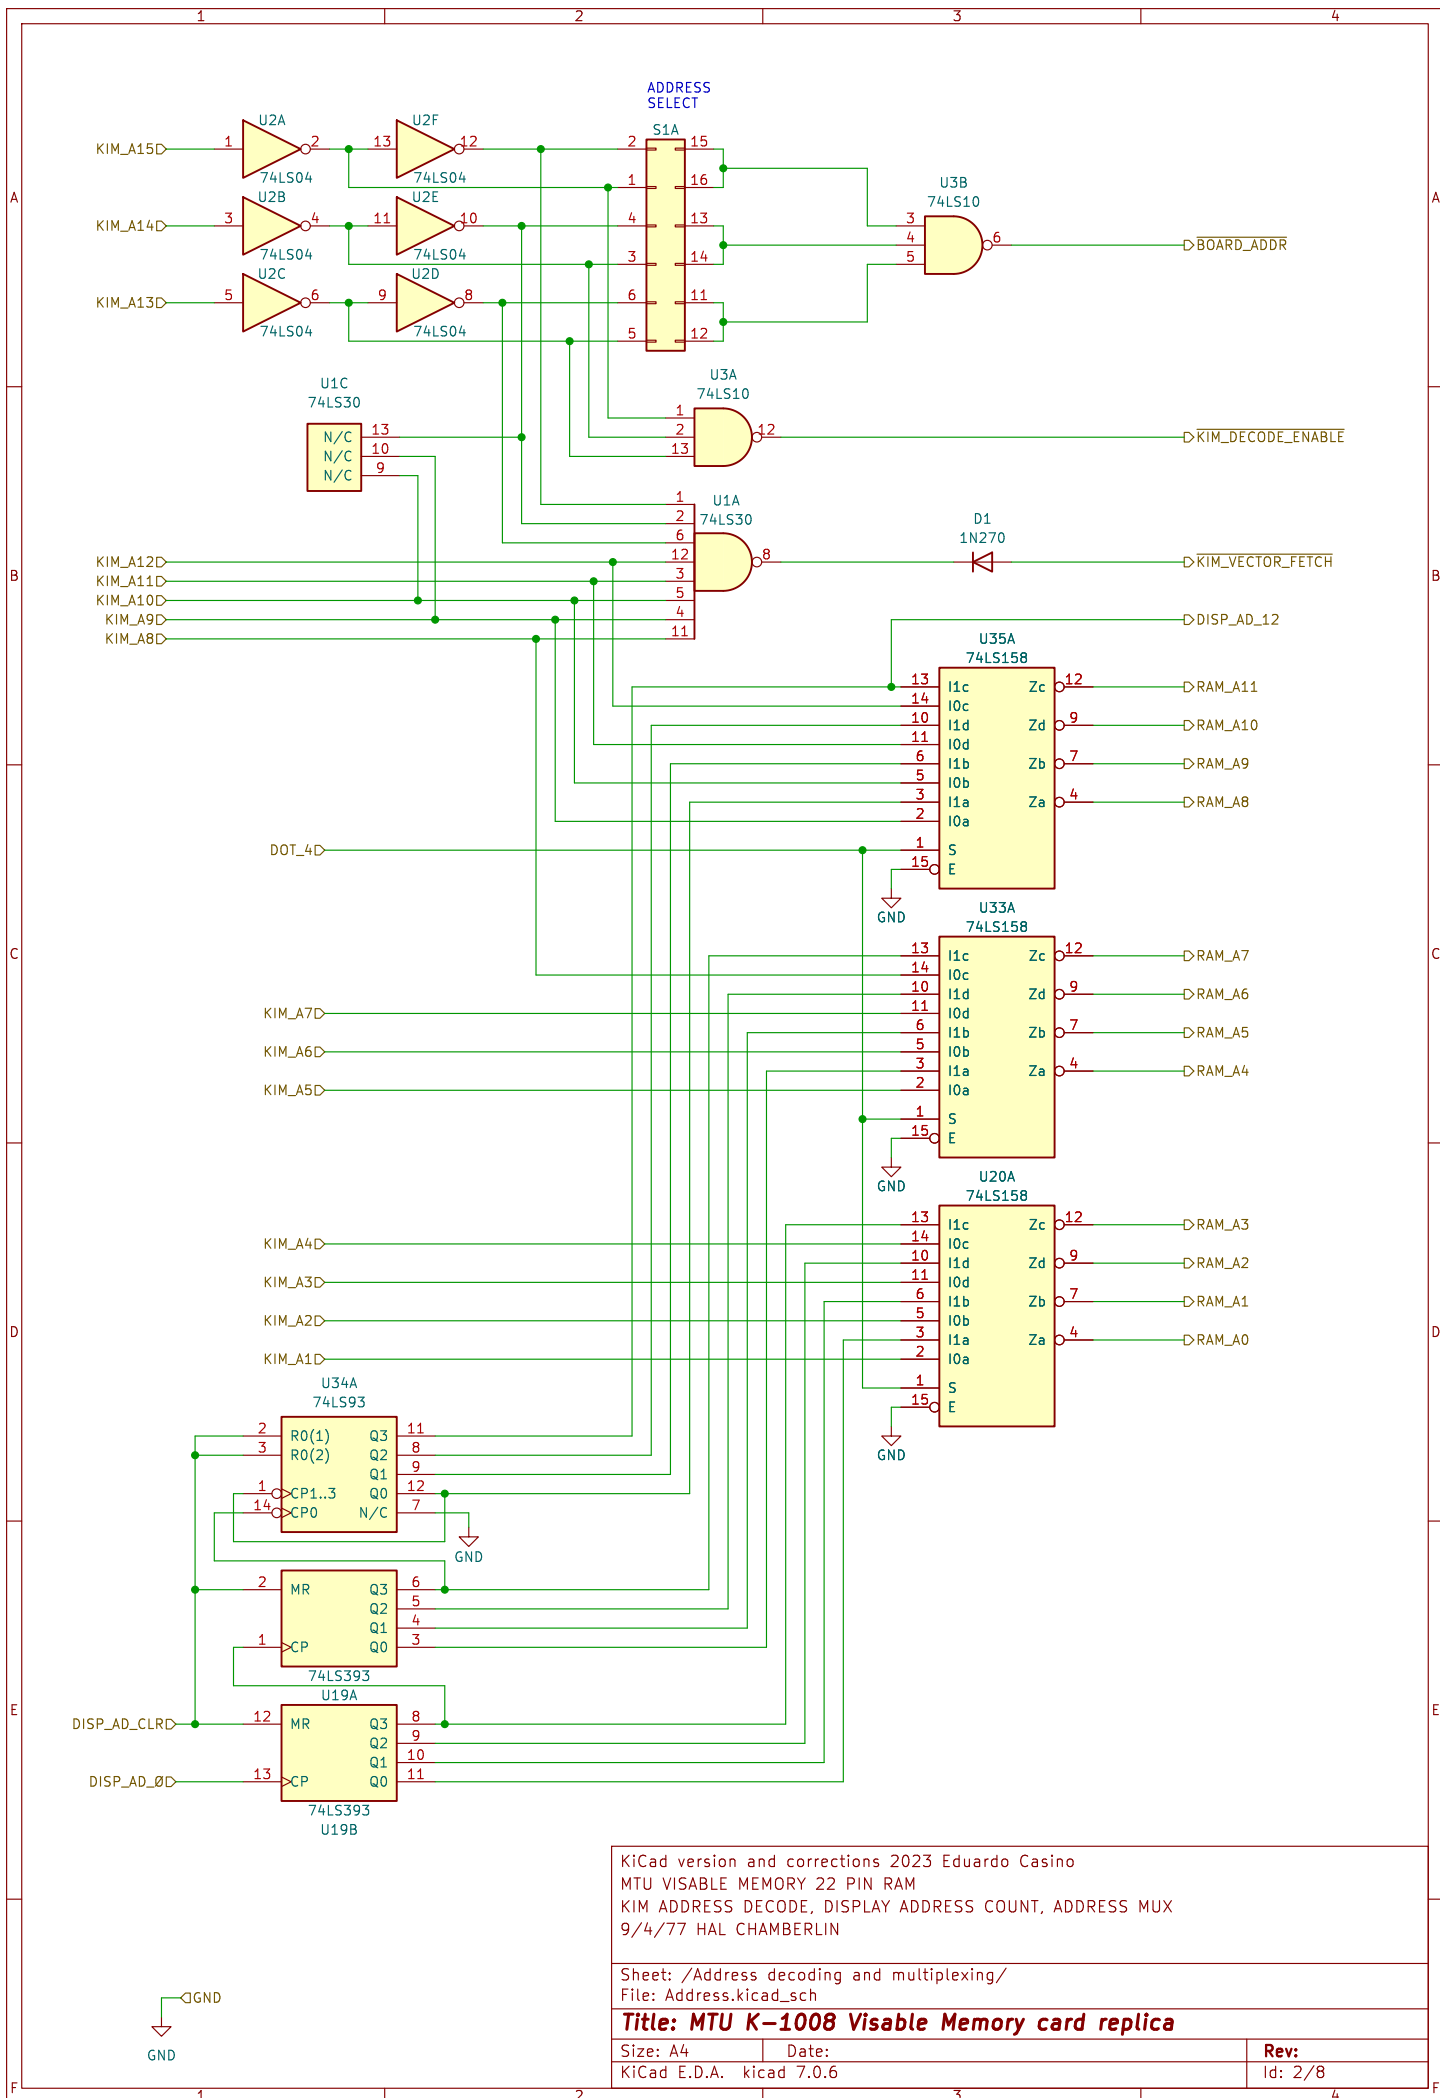 1 2 3 4
ADDRESS
SELECT
U2A U2F S1A
KIM_A15 1 2 13 12 2 15
74LS04 74LS04 1 16
U3B
74LS10
A A
U2B U2E
KIM_A14 3 4 11 10 4 13
74LS04 74LS04 3 14
3
4 6 BOARD_ADDR
5
U2C U2D
KIM_A13 5 6 9 8 6 11
74LS04 74LS04 5 12
U1C
74LS30
N/C 13
N/C 10
N/C 9
U3A
74LS10
1
2 12 KIM_DECODE_ENABLE
13
U1A
74LS30
1
2
6
KIM_A12 12 8
KIM_A11 3
KIM_A10 5
KIM_A9 4
KIM_A8 11
D1
1N270
KIM_VECTOR_FETCH
B B
DISP_AD_12
U35A
74LS158
13 I1c Zc 12 RAM_A11
14 I0c
10 I1d Zd 9 RAM_A10
11 I0d
6 I1b Zb 7 RAM_A9
5 I0b
3 I1a Za 4 RAM_A8
2 I0a
DOT_4 1 S
15 E
GND
U33A
74LS158
C C
13 I1c Zc 12 RAM_A7
14 I0c
10 I1d Zd 9 RAM_A6
KIM_A7 11 I0d
6 I1b Zb 7 RAM_A5
KIM_A6 5 I0b
3 I1a Za 4 RAM_A4
KIM_A5 2 I0a
1 S
15 E
GND
U20A
74LS158
13 I1c Zc 12 RAM_A3
KIM_A4 14 I0c
10 I1d Zd 9 RAM_A2
KIM_A3 11 I0d
6 I1b Zb 7 RAM_A1
KIM_A2 5 I0b
D D
3 I1a Za 4 RAM_A0
KIM_A1 2 I0a
1 S
15 E
GND
U34A
74LS93
2 R0(1) Q3 11
3 R0(2) Q2 8
Q1 9
1 CP1..3 Q0 12
14 CP0 N/C 7
GND
2 MR Q3 6
Q2 5
Q1 4
1 CP Q0 3
74LS393
U19A
E E
DISP_AD_CLR 12 MR Q3 8
Q2 9
Q1 10
DISP_AD_Ø 13 CP Q0 11
74LS393
U19B
KiCad version and corrections 2023 Eduardo Casino
MTU VISABLE MEMORY 22 PIN RAM
KIM ADDRESS DECODE, DISPLAY ADDRESS COUNT, ADDRESS MUX
9/4/77 HAL CHAMBERLIN
Sheet: /Address decoding and multiplexing/
File: Address.kicad_sch
GND
GND
Title: MTU K-1008 Visable Memory card replica
Size: A4 Date: Rev:
KiCad E.D.A. kicad 7.0.6 Id: 2/8
F F
1 2 3 4